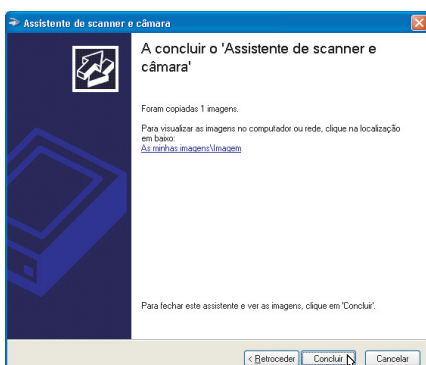 Assistente de scanner e câmara
A concluir o 'Assistente de scanner e
câmara'
Foram copiadas 1 imagens.
Para visualizar as imagens no computador ou rede, clique na localização
em baixo:
As minhas imagens\Imagem
Para fechar este assistente e ver as imagens, clique em 'Concluir'.
< Retroceder Concluir Cancelar